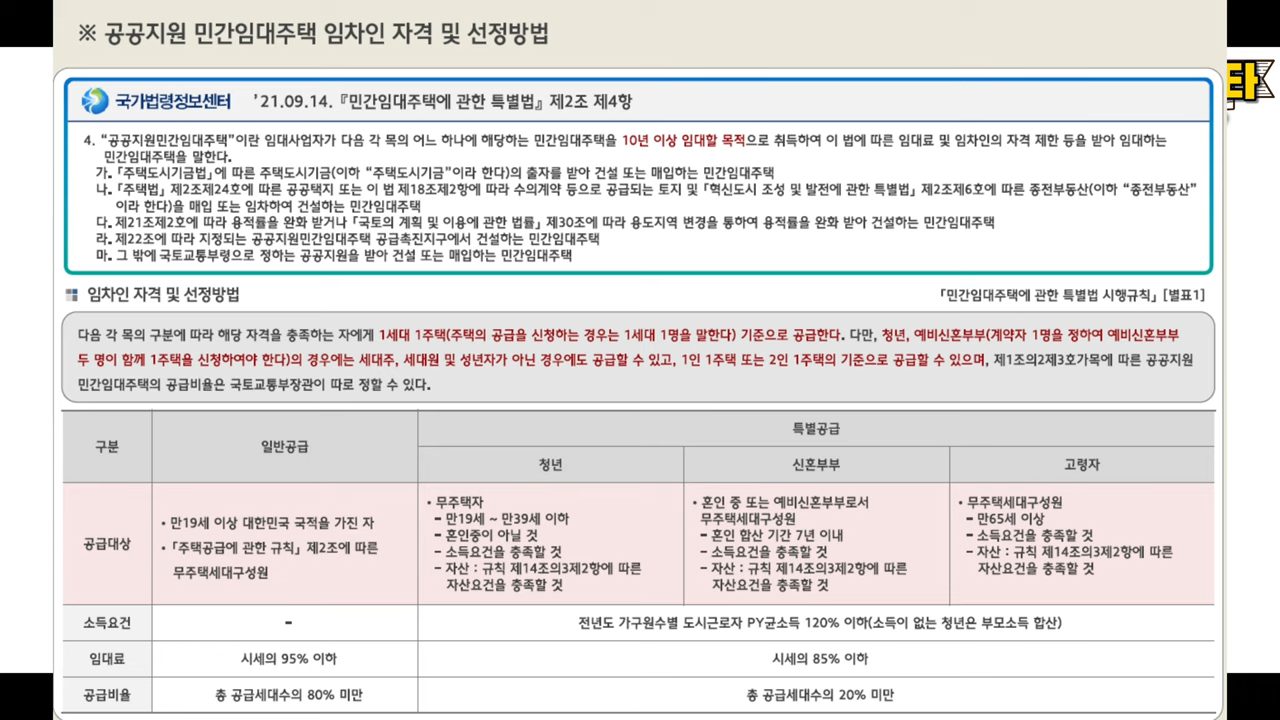 ※ 공공지원 민간임대주택 임차인 자격 및 선정방법
타
국가법령정보센터 '21.09.14.『민간임대주택에 관한 특별법』 제2조 제4항
4. “공공지원민간임대주택”이란 임대사업자가 다음 각 목의 어느 하나에 해당하는 민간임대주택을 10년 이상 임대할 목적으로 취득하여 이 법에 따른 임대료 및 임차인의 자격 제한 등을 받아 임대하는
민간임대주택을 말한다.
가.「주택도시기금법」에 따른 주택도시기금(이하 “주택도시기금”이라 한다)의 출자를 받아 건설 또는 매입하는 민간임대주택
나.「주택법」제2조제24호에 따른 공공택지 또는 이 법 제18조제2항에 따라 수의계약 등으로 공급되는 토지 및「혁신도시 조성 및 발전에 관한 특별법」제2조제6호에 따른 종전부동산(이하 “종전부동산”
이라 한다)을 매입 또는 임차하여 건설하는 민간임대주택
다. 제21조제2호에 따라 용적률을 완화 받거나「국토의 계획 및 이용에 관한 법률」제30조에 따라 용도지역 변경을 통하여 용적률을 완화 받아 건설하는 민간임대주택
라. 제22조에 따라 지정되는 공공지원민간임대주택 공급촉진지구에서 건설하는 민간임대주택
마. 그 밖에 국토교통부령으로 정하는 공공지원을 받아 건설 또는 매입하는 민간임대주택
임차인 자격 및 선정방법 「민간임대주택에 관한 특별법 시행규칙」[별표1]
다음 각 목의 구분에 따라 해당 자격을 충족하는 자에게 1세대 1주택(주택의 공급을 신청하는 경우는 1세대 1명을 말한다) 기준으로 공급한다. 다만, 청년, 예비신혼부부(계약자 1명을 정하여 예비신혼부부
두 명이 함께 1주택을 신청하여야 한다)의 경우에는 세대주, 세대원 및 성년자가 아닌 경우에도 공급할 수 있고, 1인 1주택 또는 2인 1주택의 기준으로 공급할 수 있으며, 제1조의2제3호가목에 따른 공공지원
민간임대주택의 공급비율은 국토교통부장관이 따로 정할 수 있다.
구분 일반공급 특별공급
청년 신혼부부 고령자
공급대상
• 만19세 이상 대한민국 국적을 가진 자
• 「주택공급에 관한 규칙」제2조에 따른
무주택세대구성원
• 무주택자
- 만19세 ~ 만39세 이하
- 혼인중이 아닐 것
- 소득요건을 충족할 것
- 자산 : 규칙 제14조의3제2항에 따른
자산요건을 충족할 것
• 혼인 중 또는 예비신혼부부로서
무주택세대구성원
- 혼인 합산 기간 7년 이내
- 소득요건을 충족할 것
- 자산 : 규칙 제14조의3제2항에 따른
자산요건을 충족할 것
• 무주택세대구성원
- 만65세 이상
- 소득요건을 충족할 것
- 자산 : 규칙 제14조의3제2항에 따른
자산요건을 충족할 것
소득요건 - 전년도 가구원수별 도시근로자 PY균소득 120% 이하(소득이 없는 청년은 부모소득 합산)
임대료 시세의 95% 이하 시세의 85% 이하
공급비율 총 공급세대수의 80% 미만 총 공급세대수의 20% 미만